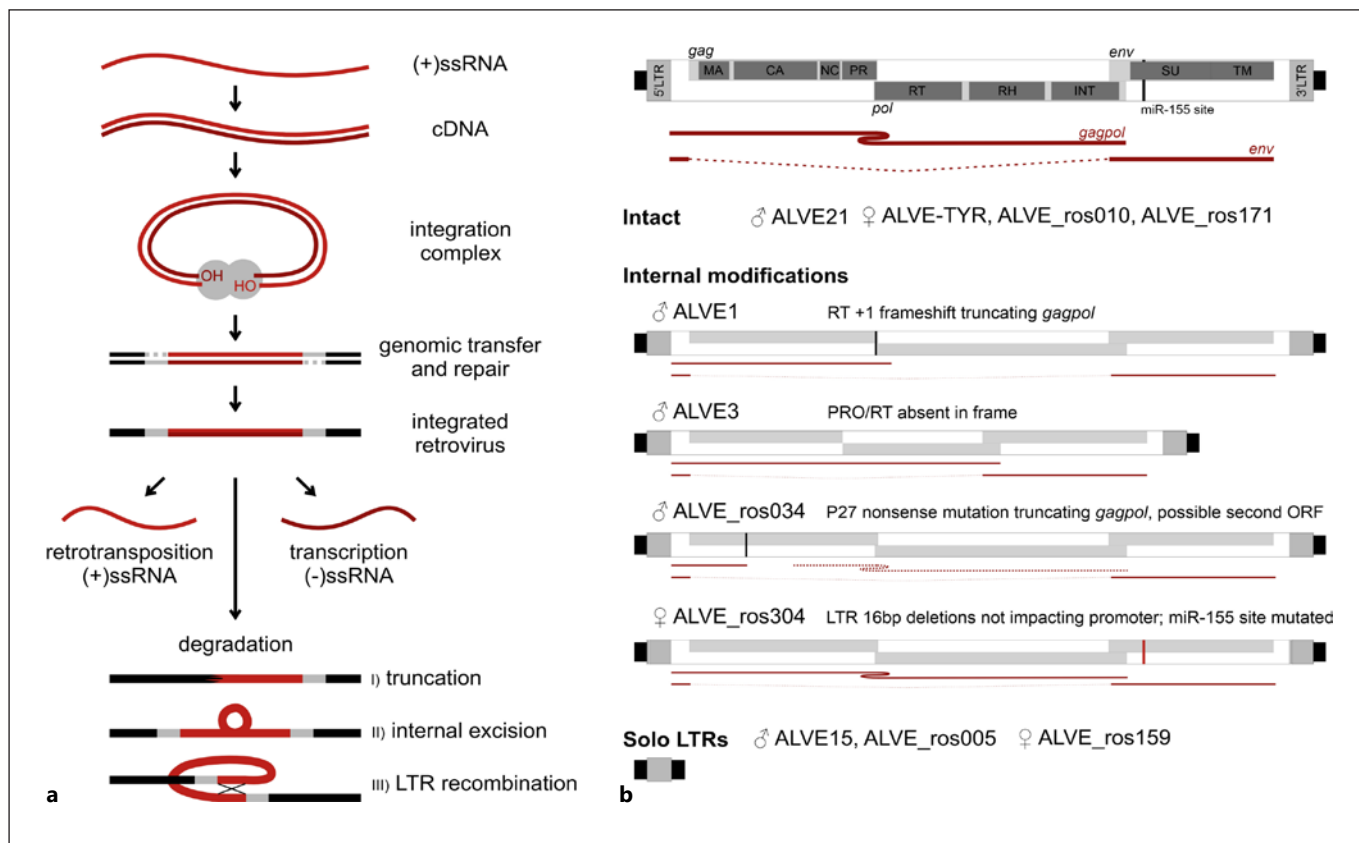 (+)ssRNA
cDNA
integration
complex
OH
HO
genomic transfer
and repair
integrated
retrovirus
retrotransposition
(+)ssRNA
transcription
(-)ssRNA
degradation
I) truncation
II) internal excision
III) LTR recombination
a
gag
env
5'LTR
MA
CA
NC
PR
SU
TM
3'LTR
RT
RH
INT
pol
miR-155 site
gagpol
env
Intact ♂ ALVE21 ♀ ALVE-TYR, ALVE_ros010, ALVE_ros171
Internal modifications
♂ ALVE1 RT +1 frameshift truncating gagpol
♂ ALVE3 PRO/RT absent in frame
♂ ALVE_ros034 P27 nonsense mutation truncating gagpol, possible second ORF
♀ ALVE_ros304 LTR 16bp deletions not impacting promoter; miR-155 site mutated
Solo LTRs ♂ ALVE15, ALVE_ros005 ♀ ALVE_ros159
b